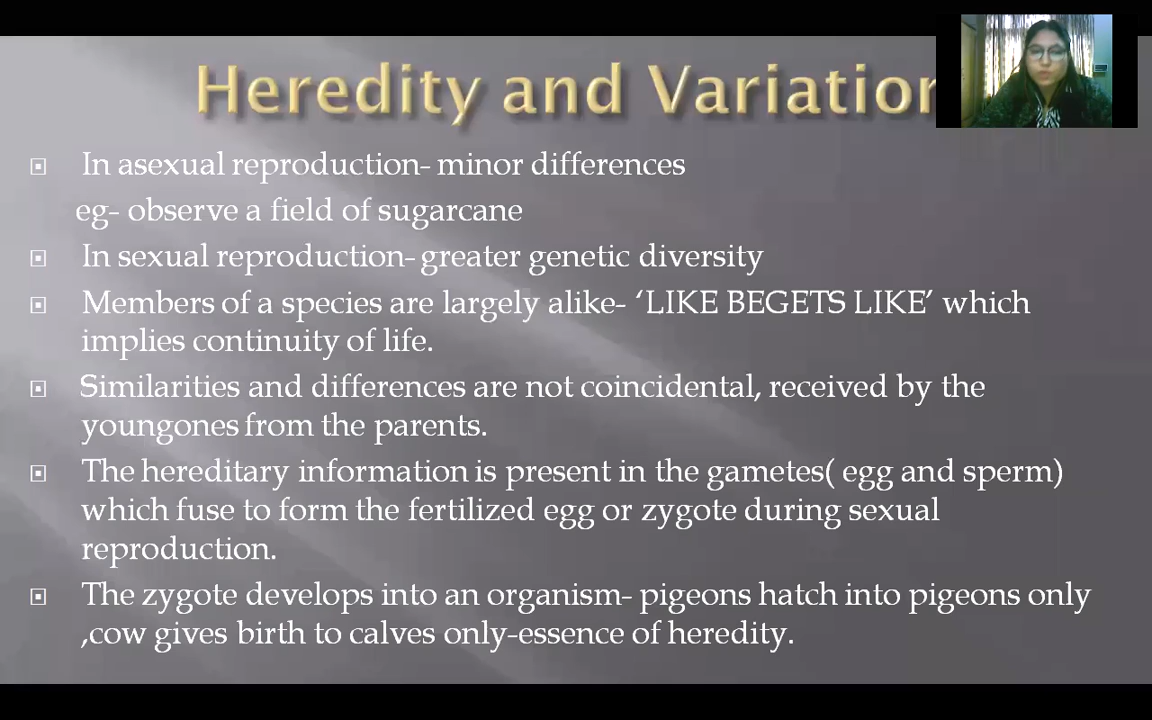 Heredity and Variation
In asexual reproduction- minor differences
eg- observe a field of sugarcane
In sexual reproduction- greater genetic diversity
Members of a species are largely alike- ‘LIKE BEGETS LIKE’ which
implies continuity of life.
Similarities and differences are not coincidental, received by the
youngones from the parents.
The hereditary information is present in the gametes( egg and sperm)
which fuse to form the fertilized egg or zygote during sexual
reproduction.
The zygote develops into an organism- pigeons hatch into pigeons only
,cow gives birth to calves only-essence of heredity.